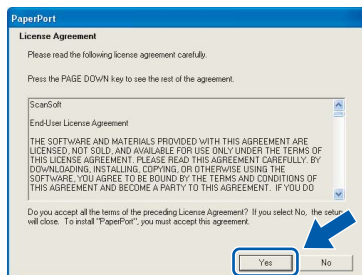 PaperPort
License Agreement
Please read the following license agreement carefully.
Press the PAGE DOWN key to see the rest of the agreement.
ScanSoft
End-User License Agreement
THE SOFTWARE AND MATERIALS PROVIDED WITH THIS AGREEMENT ARE
LICENSED, NOT SOLD, AND AVAILABLE FOR USE ONLY UNDER THE TERMS OF
THIS LICENSE AGREEMENT. PLEASE READ THIS AGREEMENT CAREFULLY. BY
DOWNLOADING, INSTALLING, COPYING, OR OTHERWISE USING THE
SOFTWARE, YOU AGREE TO BE BOUND BY THE TERMS AND CONDITIONS OF
THIS AGREEMENT AND BECOME A PARTY TO THIS AGREEMENT. IF YOU DO
Do you accept all the terms of the preceding License Agreement? If you select No, the setup
will close. To install "PaperPort", you must accept this agreement.
Yes
No